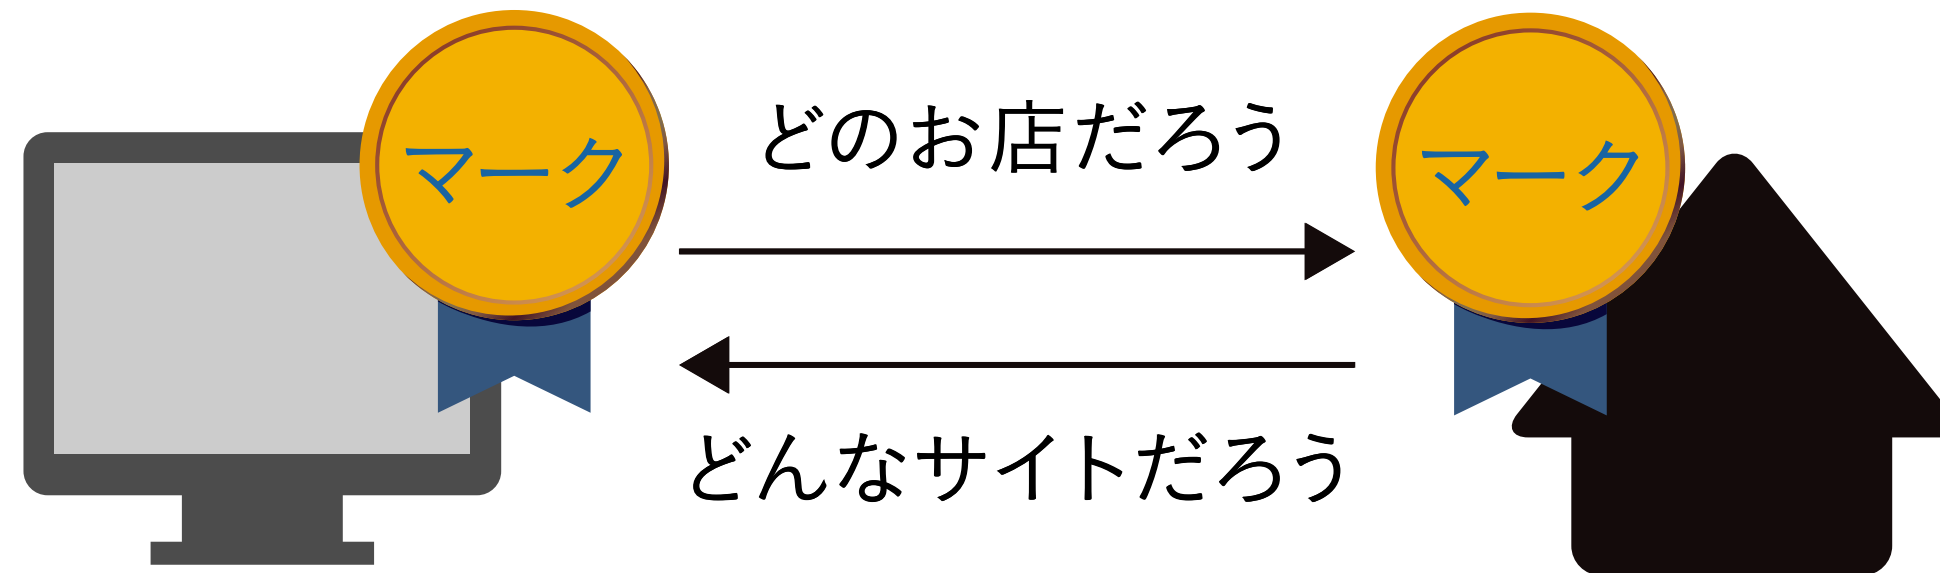 マーク
どのお店だろう
マーク
どんなサイトだろう